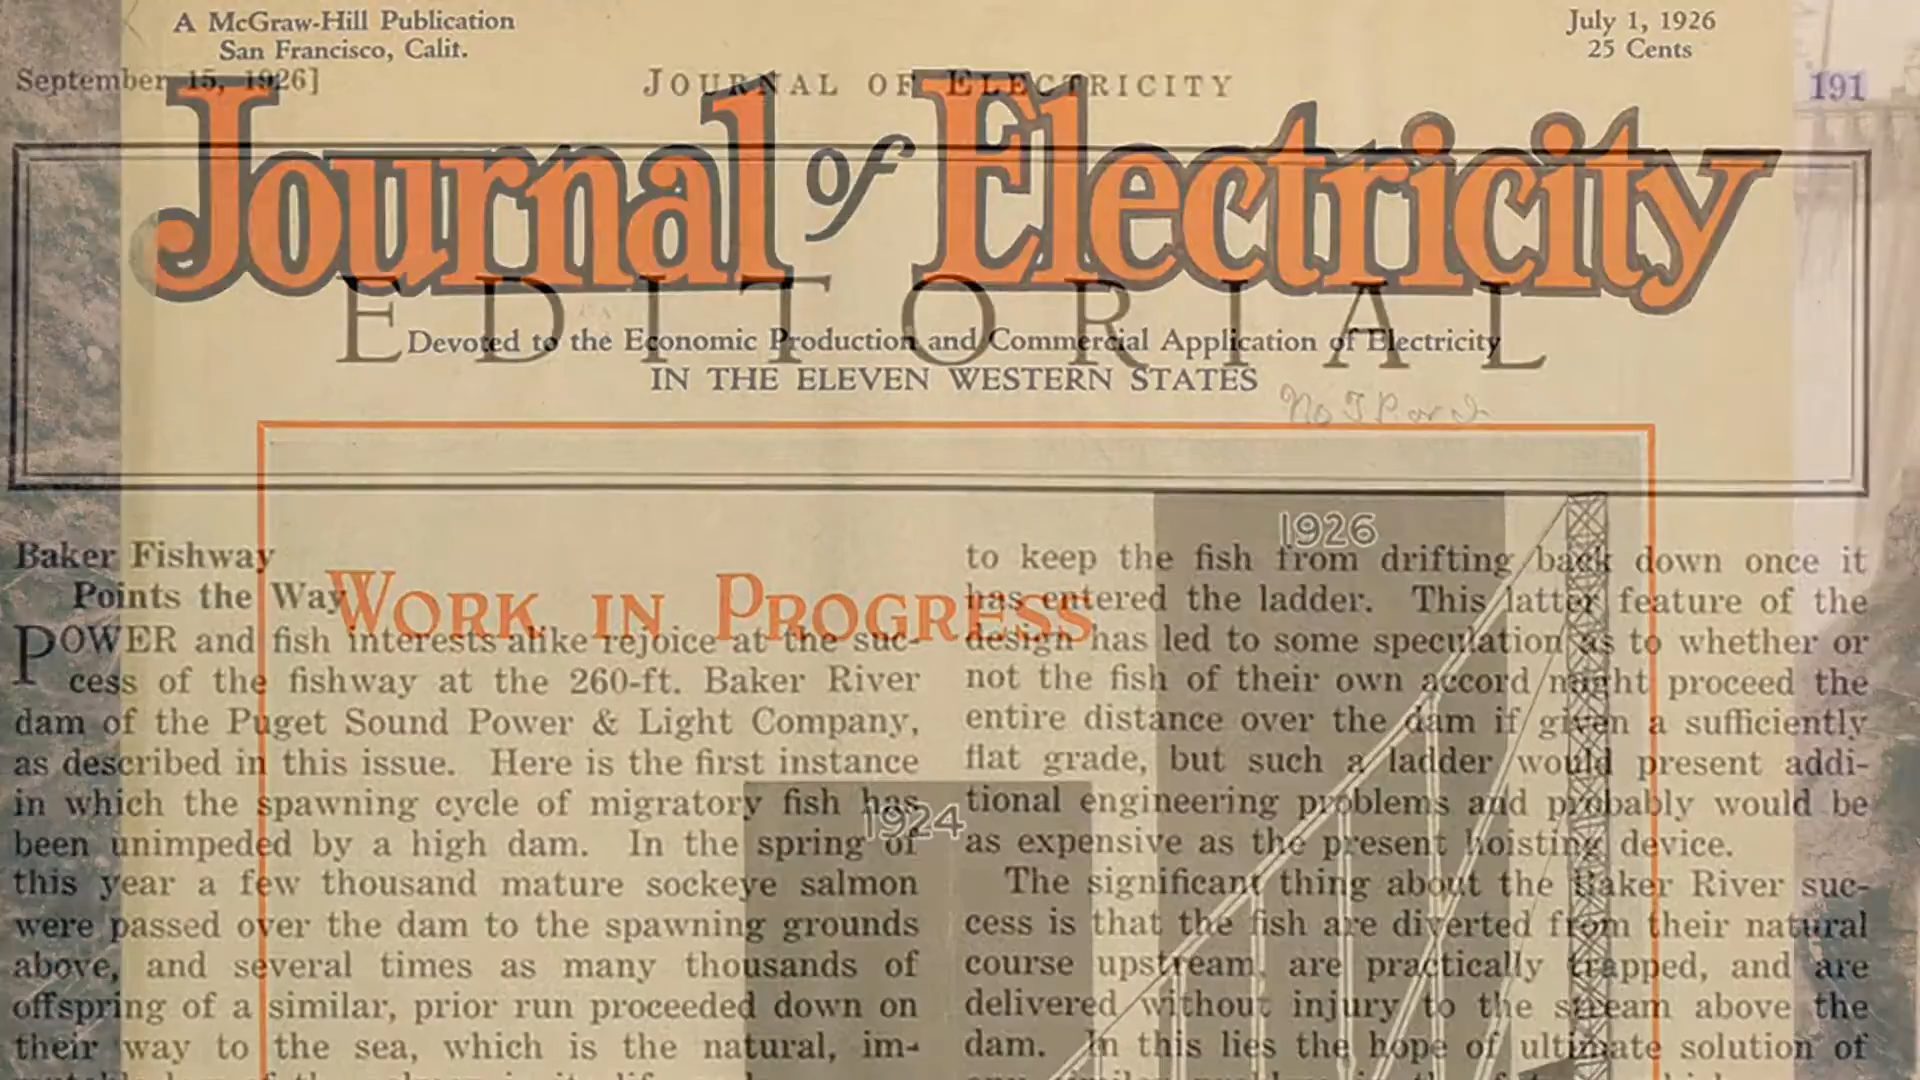 A McGraw-Hill Publication
San Francisco, Calif.
July 1, 1926
25 Cents
September 15, 1926]
JOURNAL OF ELECTRICITY
191
Journal of Electricity
EDITORIAL
Devoted to the Economic Production and Commercial Application of Electricity
IN THE ELEVEN WESTERN STATES
WORK IN PROGRESS
1926
1924
Baker Fishway
Points the Way
POWER and fish interests alike rejoice at the suc-
cess of the fishway at the 260-ft. Baker River
dam of the Puget Sound Power & Light Company,
as described in this issue. Here is the first instance
in which the spawning cycle of migratory fish has
been unimpeded by a high dam. In the spring of
this year a few thousand mature sockeye salmon
were passed over the dam to the spawning grounds
above, and several times as many thousands of
offspring of a similar, prior run proceeded down on
their way to the sea, which is the natural, im-
to keep the fish from drifting back down once it
has entered the ladder. This latter feature of the
design has led to some speculation as to whether or
not the fish of their own accord might proceed the
entire distance over the dam if given a sufficiently
flat grade, but such a ladder would present addi-
tional engineering problems and probably would be
as expensive as the present hoisting device.
The significant thing about the Baker River suc-
cess is that the fish are diverted from their natural
course upstream, are practically trapped, and are
delivered without injury to the stream above the
dam. In this lies the hope of ultimate solution of